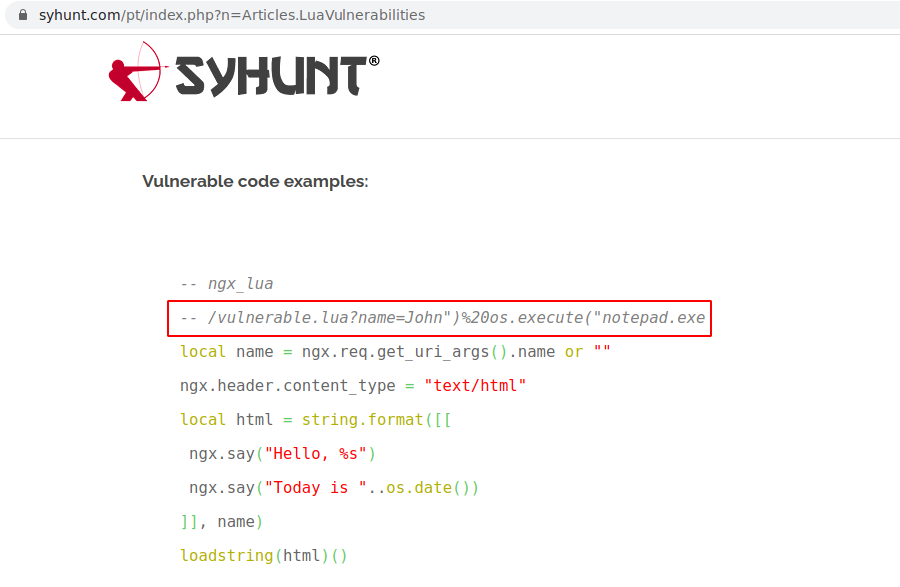 syhunt.com/pt/index.php?n=Articles.LuaVulnerabilities
SYHUNT®
Vulnerable code examples:
-- ngx_lua
-- /vulnerable.lua?name=John")%20os.execute("notepad.exe
local name = ngx.req.get_uri_args().name or ""
ngx.header.content_type = "text/html"
local html = string.format([[
ngx.say("Hello, %s")
ngx.say("Today is "..os.date())
]], name)
loadstring(html)()